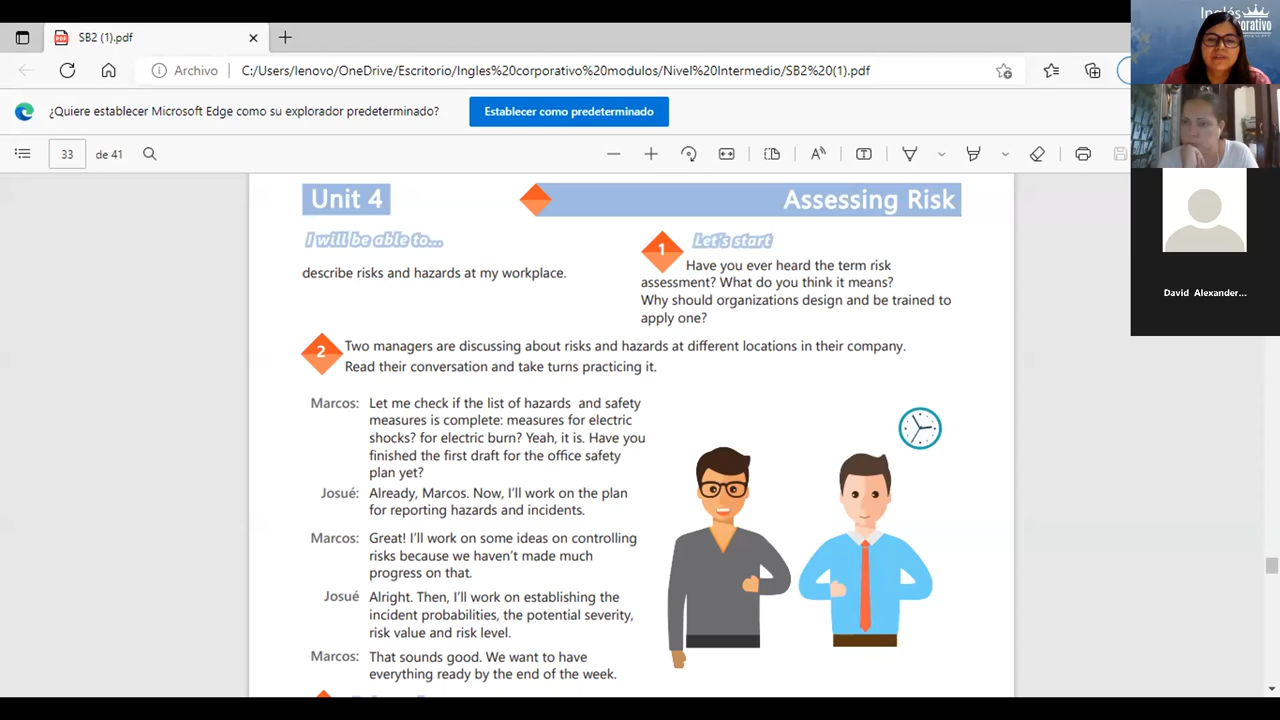 SB2 (1).pdf
Archivo
C:/Users/lenovo/OneDrive/Escritorio/Ingles%20corporativo%20modulos/Nivel%20Intermedio/SB2%20(1).pdf
¿Quiere establecer Microsoft Edge como su explorador predeterminado?
Establecer como predeterminado
33 de 41
Unit 4
Assessing Risk
I will be able to...
describe risks and hazards at my workplace.
1
Let's start
Have you ever heard the term risk
assessment? What do you think it means?
Why should organizations design and be trained to
apply one?
2
Two managers are discussing about risks and hazards at different locations in their company.
Read their conversation and take turns practicing it.
Marcos: Let me check if the list of hazards and safety
measures is complete: measures for electric
shocks? for electric burn? Yeah, it is. Have you
finished the first draft for the office safety
plan yet?
Josué: Already, Marcos. Now, I'll work on the plan
for reporting hazards and incidents.
Marcos: Great! I'll work on some ideas on controlling
risks because we haven't made much
progress on that.
Josué Alright. Then, I'll work on establishing the
incident probabilities, the potential severity,
risk value and risk level.
Marcos: That sounds good. We want to have
everything ready by the end of the week.
David Alexander...